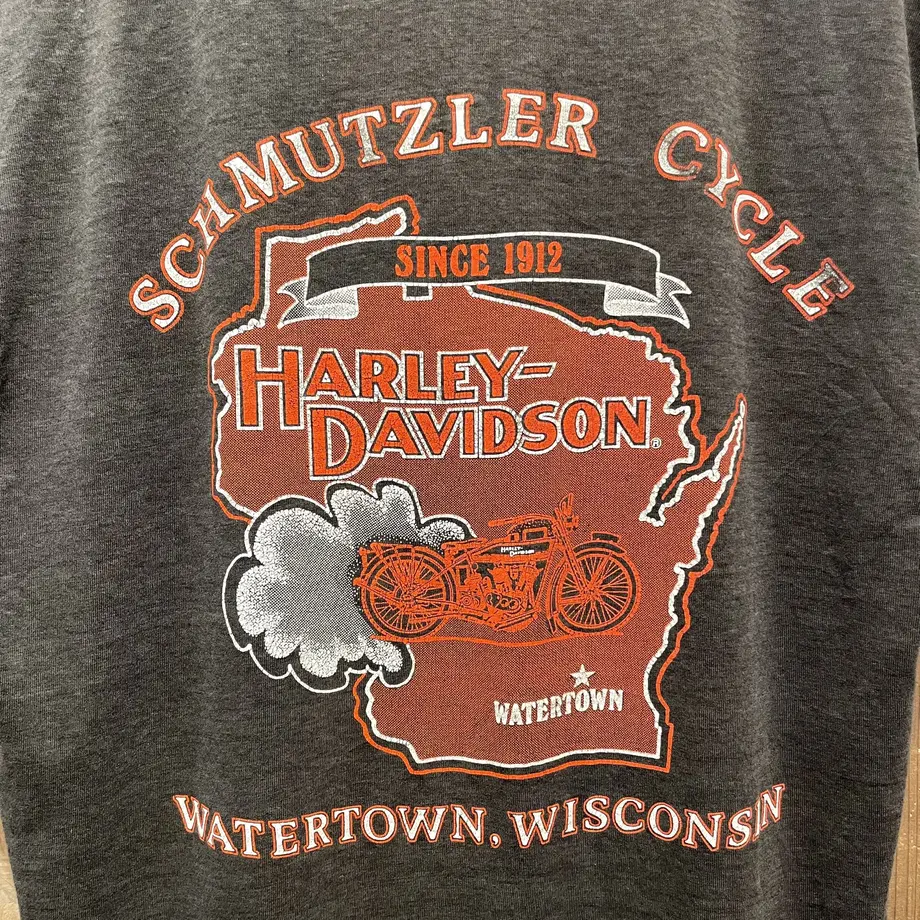 SCHMUTZLER CYCLE
SINCE 1912
HARLEY-
DAVIDSON®
HARLEY-
DAVIDSON
WATERTOWN
WATERTOWN, WISCONSIN